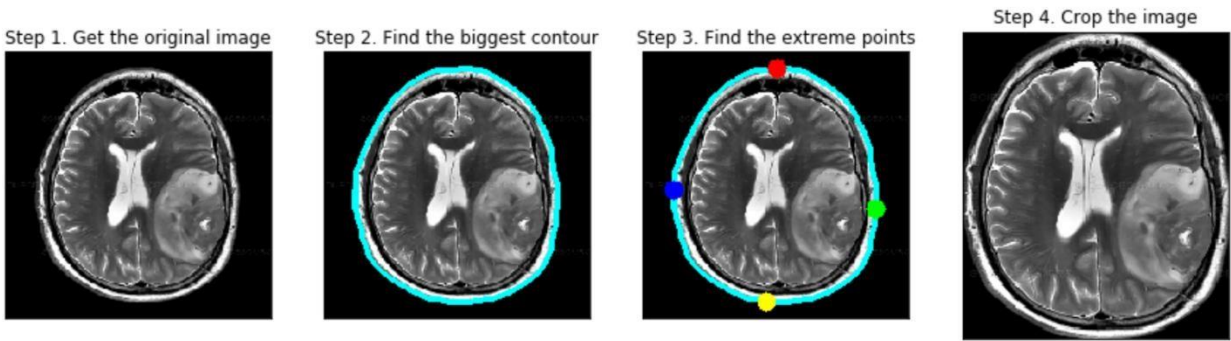 Step 1. Get the original image
Step 2. Find the biggest contour
Step 3. Find the extreme points
Step 4. Crop the image